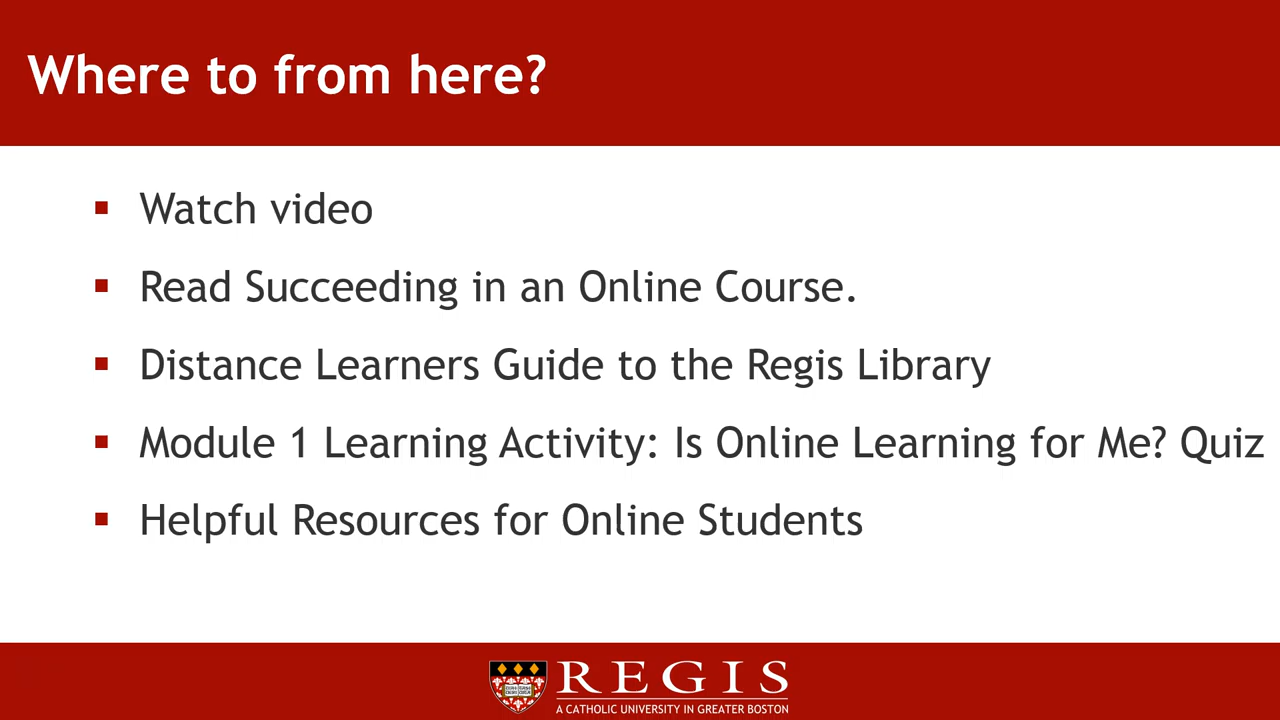 Where to from here?
Watch video
Read Succeeding in an Online Course.
Distance Learners Guide to the Regis Library
Module 1 Learning Activity: Is Online Learning for Me? Quiz
Helpful Resources for Online Students
REGIS
A CATHOLIC UNIVERSITY IN GREATER BOSTON